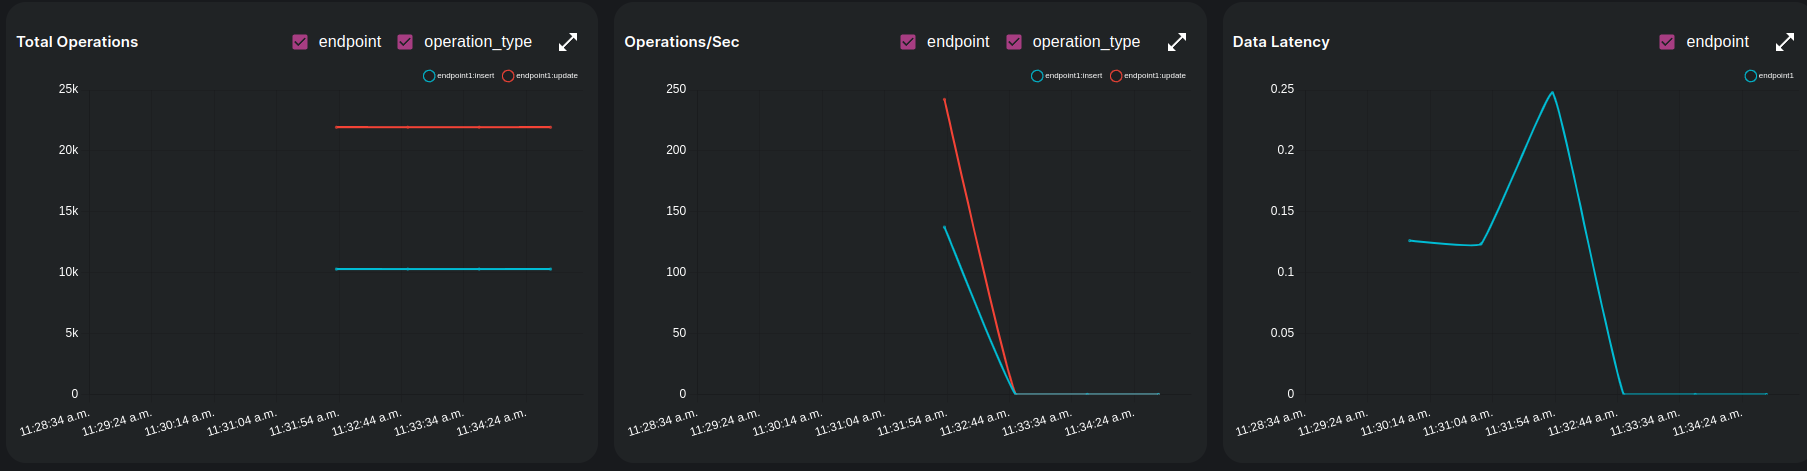 Total Operations
endpoint
operation_type
endpoint1:insert
endpoint1:update
25k
20k
15k
10k
5k
0
11:28:34 a.m.
11:29:24 a.m.
11:30:14 a.m.
11:31:04 a.m.
11:31:54 a.m.
11:32:44 a.m.
11:33:34 a.m.
11:34:24 a.m.
Operations/Sec
endpoint
operation_type
endpoint1:insert
endpoint1:update
250
200
150
100
50
0
11:28:34 a.m.
11:29:24 a.m.
11:30:14 a.m.
11:31:04 a.m.
11:31:54 a.m.
11:32:44 a.m.
11:33:34 a.m.
11:34:24 a.m.
Data Latency
endpoint
endpoint1
0.25
0.2
0.15
0.1
0.05
0
11:28:34 a.m.
11:29:24 a.m.
11:30:14 a.m.
11:31:04 a.m.
11:31:54 a.m.
11:32:44 a.m.
11:33:34 a.m.
11:34:24 a.m.